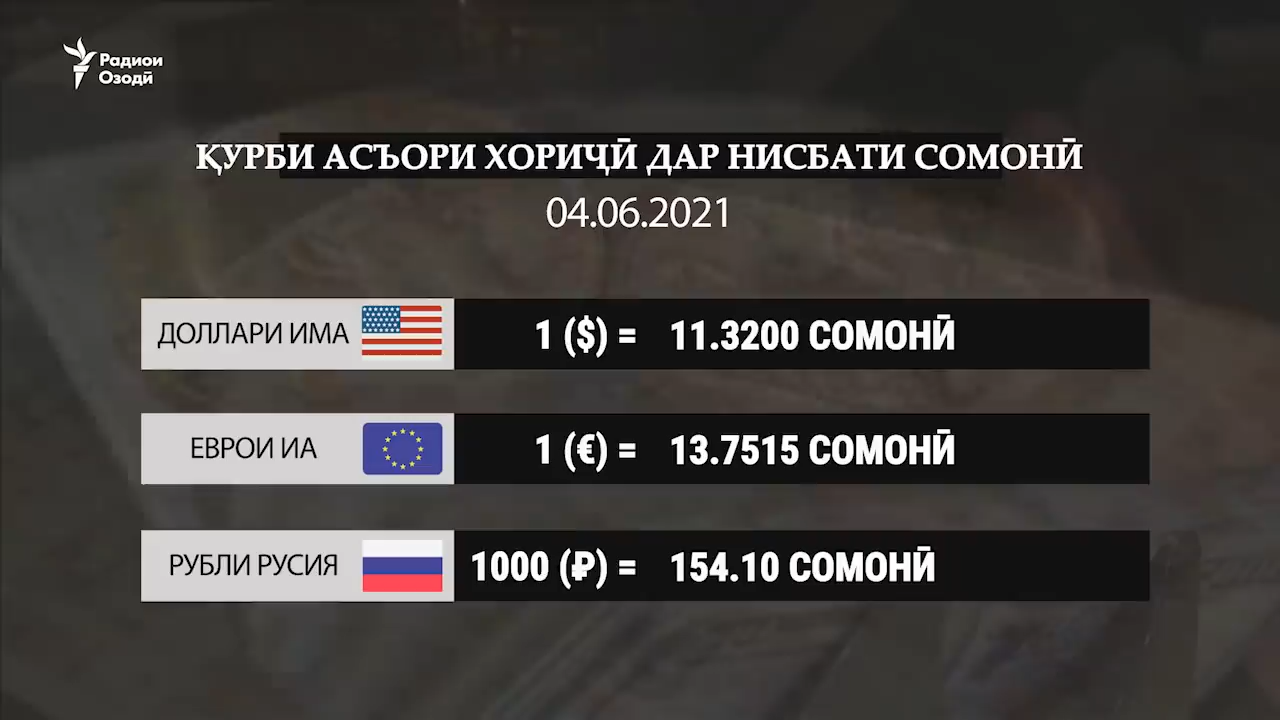 Радиои
Озодӣ
ҚУРБИ АСЪОРИ ХОРИҶӢ ДАР НИСБАТИ СОМОНӢ
04.06.2021
ДОЛЛАРИ ИМА 1 ($) = 11.3200 СОМОНӢ
ЕВРОИ ИА 1 (€) = 13.7515 СОМОНӢ
РУБЛИ РУСИЯ 1000 (₽) = 154.10 СОМОНӢ